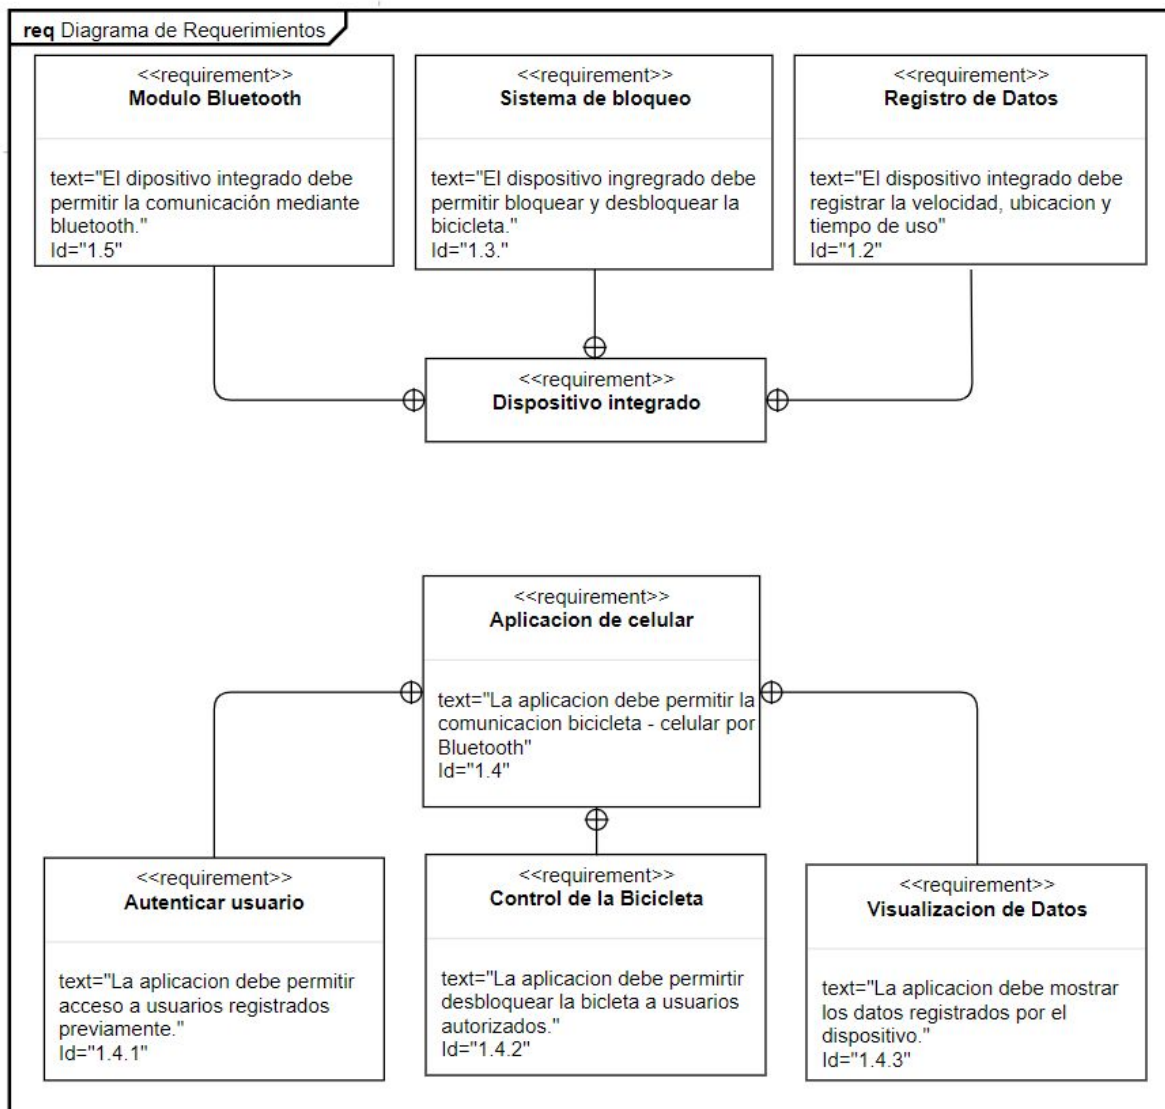 req Diagrama de Requerimientos
<<requirement>>
Modulo Bluetooth
text="El dipositivo integrado debe
permitir la comunicación mediante
bluetooth."
Id="1.5"
<<requirement>>
Sistema de bloqueo
text="El dispositivo ingregrado debe
permitir bloquear y desbloquear la
bicicleta."
Id="1.3."
<<requirement>>
Registro de Datos
text="El dispositivo integrado debe
registrar la velocidad, ubicacion y
tiempo de uso"
Id="1.2"
<<requirement>>
Dispositivo integrado
<<requirement>>
Aplicacion de celular
text="La aplicacion debe permitir la
comunicacion bicicleta - celular por
Bluetooth"
Id="1.4"
<<requirement>>
Autenticar usuario
text="La aplicacion debe permitir
acceso a usuarios registrados
previamente."
Id="1.4.1"
<<requirement>>
Control de la Bicicleta
text="La aplicacion debe permirtir
desbloquear la bicleta a usuarios
autorizados."
Id="1.4.2"
<<requirement>>
Visualizacion de Datos
text="La aplicacion debe mostrar
los datos registrados por el
dispositivo."
Id="1.4.3"